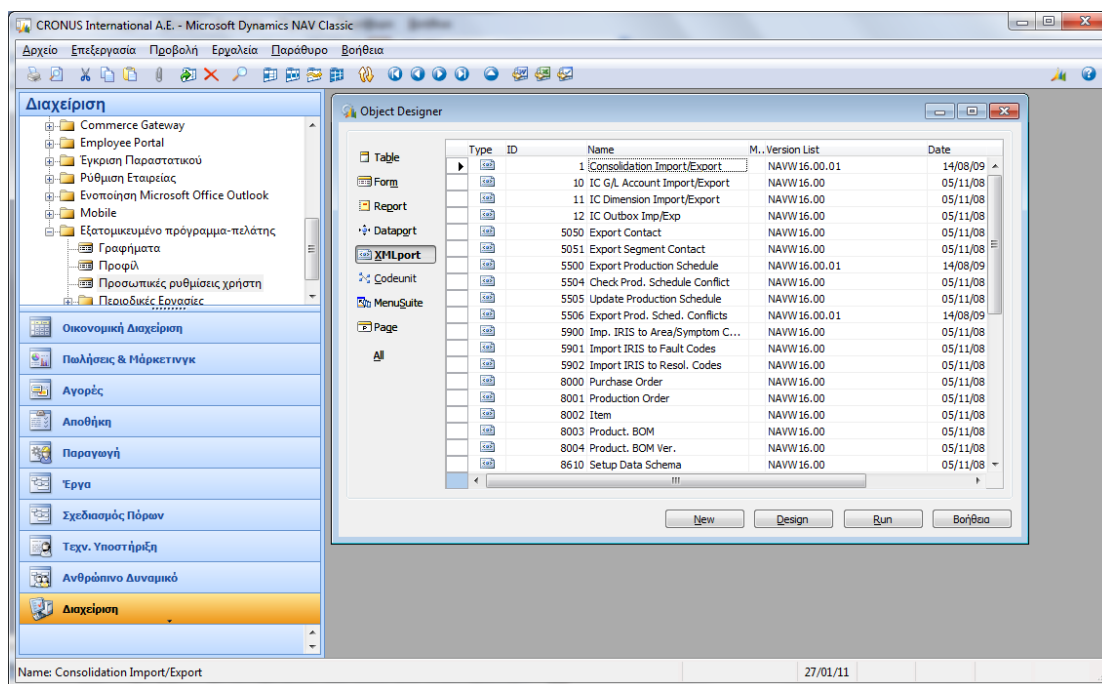 CRONUS International A.E. - Microsoft Dynamics NAV Classic
Αρχείο Επεξεργασία Προβολή Εργαλεία Παράθυρο Βοήθεια
Διαχείριση
Commerce Gateway
Employee Portal
Έγκριση Παραστατικού
Ρύθμιση Εταιρείας
Ενοποίηση Microsoft Office Outlook
Mobile
Εξατομικευμένο πρόγραμμα-πελάτης
Γραφήματα
Προφίλ
Προσωπικές ρυθμίσεις χρήστη
Περιοδικές Εργασίες
Οικονομική Διαχείριση
Πωλήσεις & Μάρκετινγκ
Αγορές
Αποθήκη
Παραγωγή
Έργα
Σχεδιασμός Πόρων
Τεχν. Υποστήριξη
Ανθρώπινο Δυναμικό
Διαχείριση
Object Designer
Table
Form
Report
Dataport
XMLport
Codeunit
MenuSuite
Page
All
Type ID Name M.. Version List Date
1 Consolidation Import/Export NAVW16.00.01 14/08/09
10 IC G/L Account Import/Export NAVW16.00 05/11/08
11 IC Dimension Import/Export NAVW16.00 05/11/08
12 IC Outbox Imp/Exp NAVW16.00 05/11/08
5050 Export Contact NAVW16.00 05/11/08
5051 Export Segment Contact NAVW16.00 05/11/08
5500 Export Production Schedule NAVW16.00.01 14/08/09
5504 Check Prod. Schedule Conflict NAVW16.00 05/11/08
5505 Update Production Schedule NAVW16.00 05/11/08
5506 Export Prod. Sched. Conflicts NAVW16.00.01 14/08/09
5900 Imp. IRIS to Area/Symptom C... NAVW16.00 05/11/08
5901 Import IRIS to Fault Codes NAVW16.00 05/11/08
5902 Import IRIS to Resol. Codes NAVW16.00 05/11/08
8000 Purchase Order NAVW16.00 05/11/08
8001 Production Order NAVW16.00 05/11/08
8002 Item NAVW16.00 05/11/08
8003 Product. BOM NAVW16.00 05/11/08
8004 Product. BOM Ver. NAVW16.00 05/11/08
8610 Setup Data Schema NAVW16.00 05/11/08
New Design Run Βοήθεια
Name: Consolidation Import/Export 27/01/11